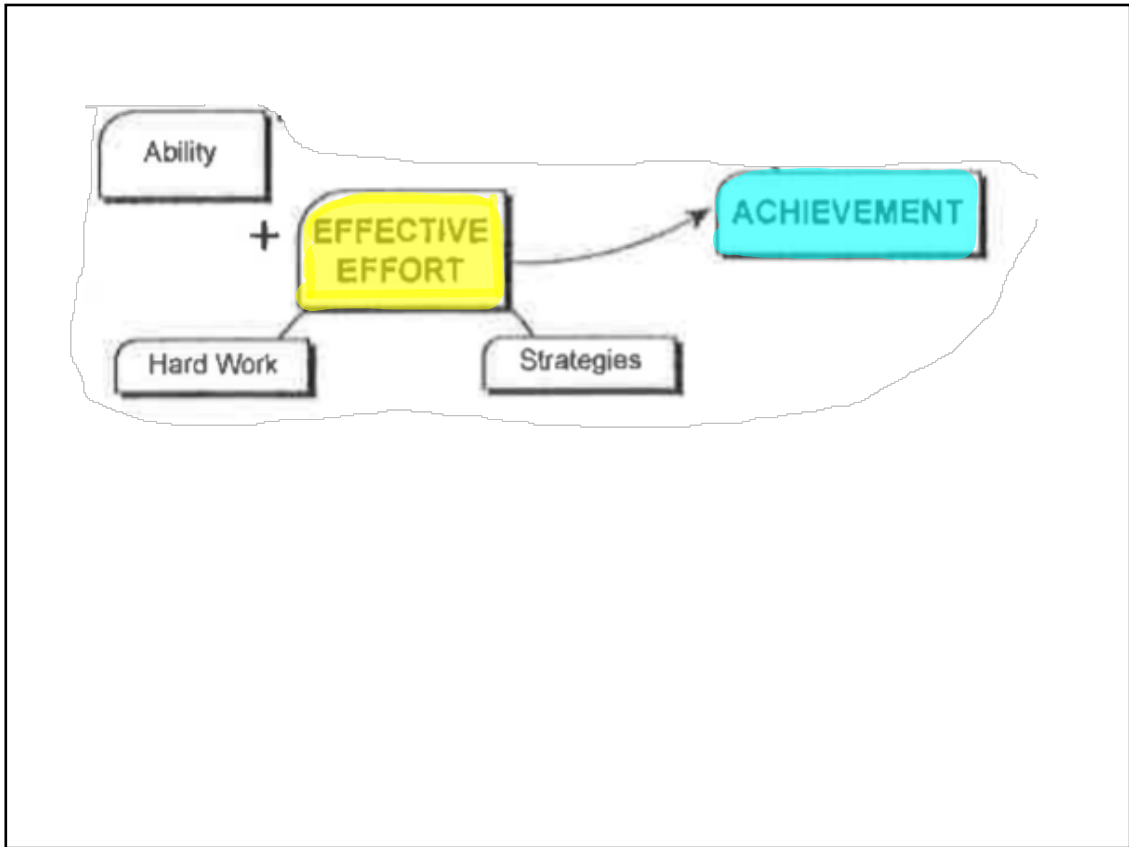 Ability
+
EFFECTIVE
EFFORT
ACHIEVEMENT
Hard Work
Strategies